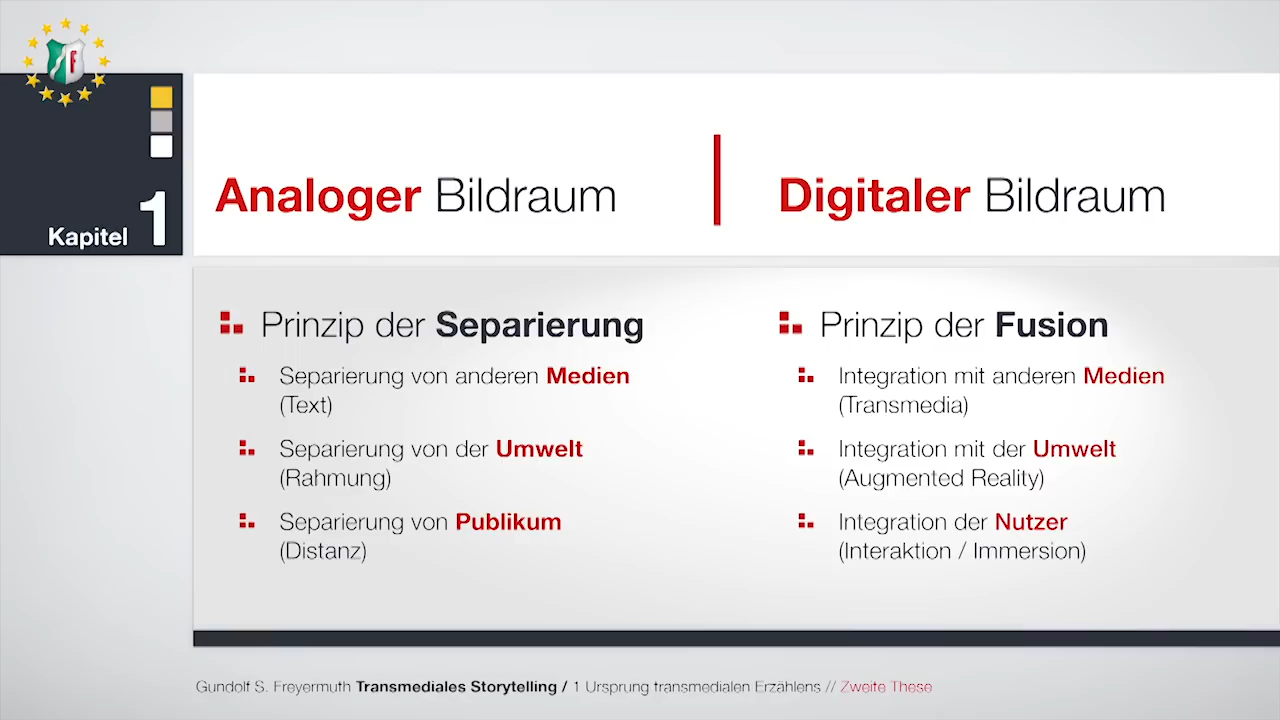 F
Kapitel 1
Analoger Bildraum
Digitaler Bildraum
Prinzip der Separierung
Separierung von anderen Medien
(Text)
Separierung von der Umwelt
(Rahmung)
Separierung von Publikum
(Distanz)
Prinzip der Fusion
Integration mit anderen Medien
(Transmedia)
Integration mit der Umwelt
(Augmented Reality)
Integration der Nutzer
(Interaktion / Immersion)
Gundolf S. Freyermuth Transmediales Storytelling / 1 Ursprung transmedialen Erzählens // Zweite These